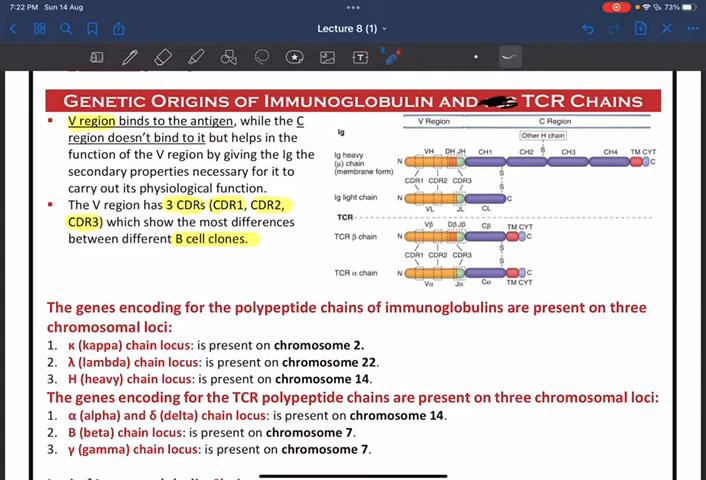 7:22 PM Sun 14 Aug
73%
Lecture 8 (1)
GENETIC ORIGINS OF IMMUNOGLOBULIN AND TCR CHAINS
V region binds to the antigen, while the C
region doesn't bind to it but helps in the
function of the V region by giving the Ig the
secondary properties necessary for it to
carry out its physiological function.
The V region has 3 CDRs (CDR1, CDR2,
CDR3) which show the most differences
between different B cell clones.
V Region C Region
Ig
Other H chain
S
VH DH JH CH1 CH2 S CH3 CH4 TM CYT
Ig heavy
(μ) chain
(membrane form)
N C
CDR1 CDR2 CDR3 S
S
Ig light chain N C
VL JL CL
TCR
Vβ Dβ Jβ Cβ TM CYT
TCR β chain N C
CDR1 CDR2 CDR3 S
S
TCR α chain N C
Vα Jα Cα TM CYT
The genes encoding for the polypeptide chains of immunoglobulins are present on three
chromosomal loci:
1. κ (kappa) chain locus: is present on chromosome 2.
2. λ (lambda) chain locus: is present on chromosome 22.
3. H (heavy) chain locus: is present on chromosome 14.
The genes encoding for the TCR polypeptide chains are present on three chromosomal loci:
1. α (alpha) and δ (delta) chain locus: is present on chromosome 14.
2. Β (beta) chain locus: is present on chromosome 7.
3. γ (gamma) chain locus: is present on chromosome 7.